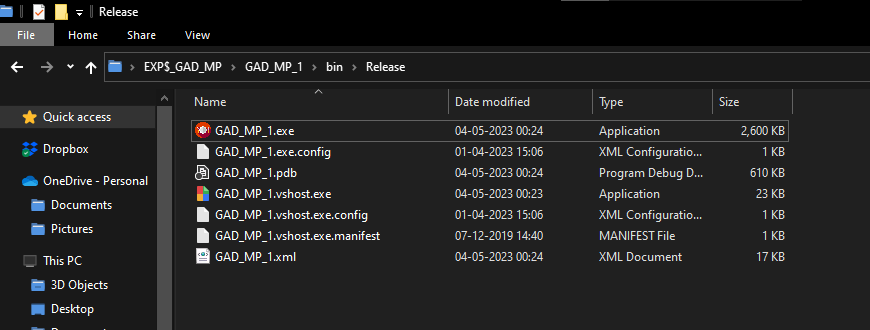 Release
File Home Share View
EXP$_GAD_MP GAD_MP_1 bin Release
Name Date modified Type Size
Quick access
Dropbox
OneDrive - Personal
Documents
Pictures
This PC
3D Objects
Desktop
GAD_MP_1.exe 04-05-2023 00:24 Application 2,600 KB
GAD_MP_1.exe.config 01-04-2023 15:06 XML Configuratio... 1 KB
GAD_MP_1.pdb 04-05-2023 00:24 Program Debug D... 610 KB
GAD_MP_1.vshost.exe 04-05-2023 00:23 Application 23 KB
GAD_MP_1.vshost.exe.config 01-04-2023 15:06 XML Configuratio... 1 KB
GAD_MP_1.vshost.exe.manifest 07-12-2019 14:40 MANIFEST File 1 KB
GAD_MP_1.xml 04-05-2023 00:24 XML Document 17 KB